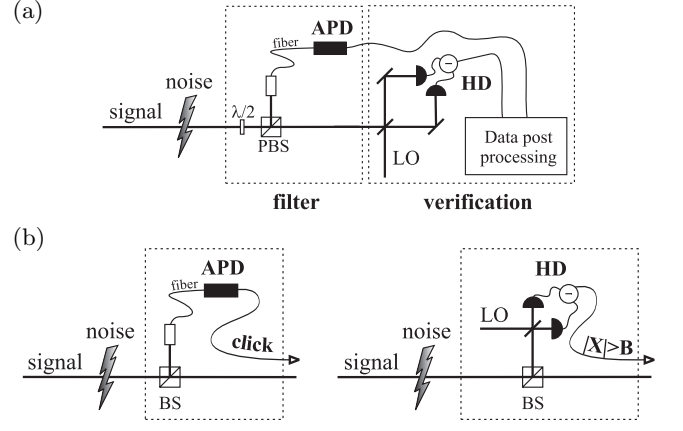 (a)
APD
fiber
noise
signal
λ/2
PBS
HD
LO
Data post
processing
filter
verification
(b)
APD
fiber
noise
signal
click
BS
HD
LO
noise
signal
|X|>B
BS